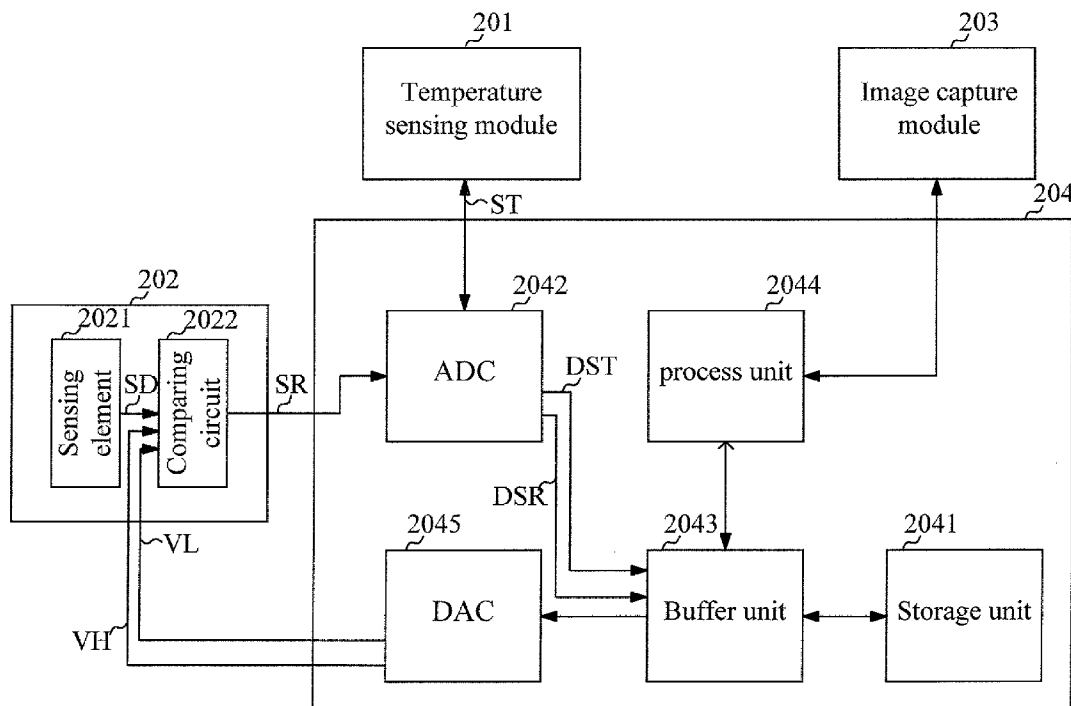 201
Temperature
sensing module
203
Image capture
module
ST
204
202
2021
Sensing
element
SD
2022
Comparing
circuit
SR
2042
ADC
DST
DSR
2044
process unit
VL
VH
2045
DAC
2043
Buffer unit
2041
Storage unit